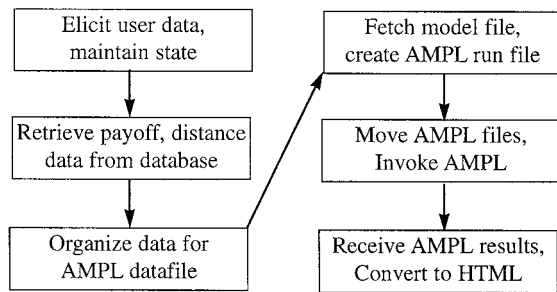 Elicit user data,
maintain state
Retrieve payoff, distance
data from database
Organize data for
AMPL datafile
Fetch model file,
create AMPL run file
Move AMPL files,
Invoke AMPL
Receive AMPL results,
Convert to HTML